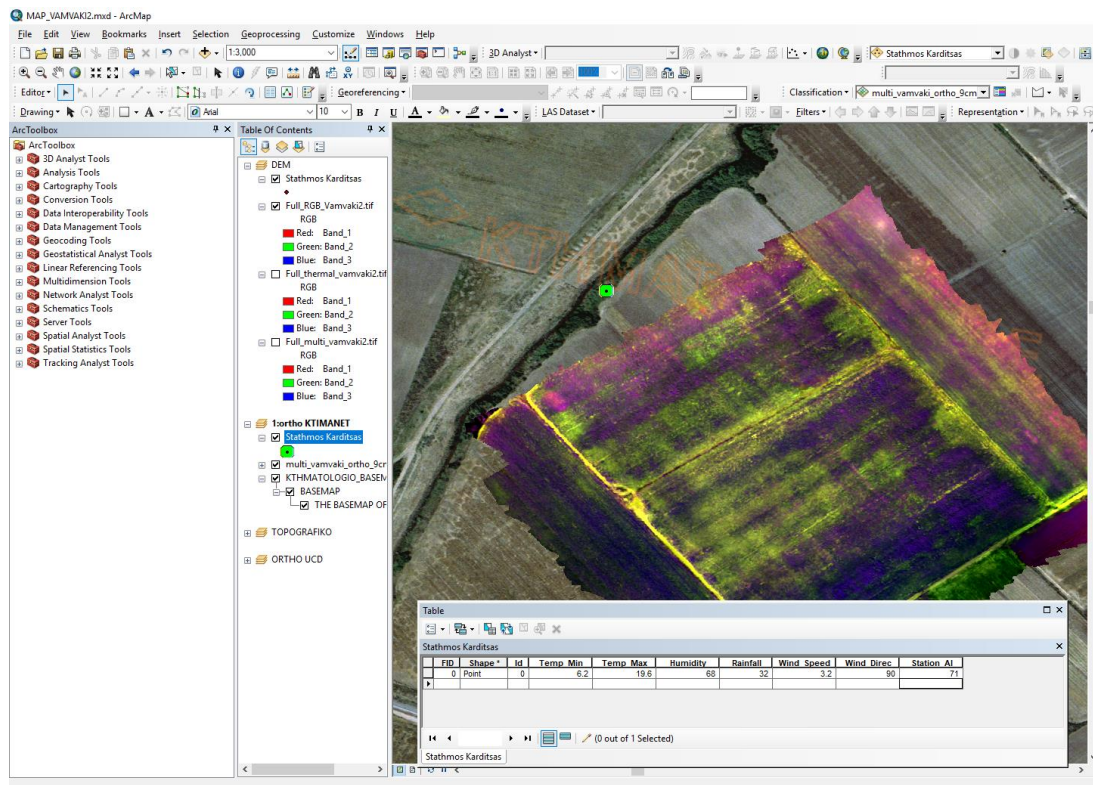 MAP_VAMVAKI2.mxd - ArcMap
File Edit View Bookmarks Insert Selection Geoprocessing Customize Windows Help
1:3,000 3D Analyst Stathmos Karditsas
Editor Georeferencing Classification multi_vamvaki_ortho_9cm
Drawing A Arial 10 B I U A LAS Dataset Filters Representation
ArcToolbox
ArcToolbox
3D Analyst Tools
Analysis Tools
Cartography Tools
Conversion Tools
Data Interoperability Tools
Data Management Tools
Geocoding Tools
Geostatistical Analyst Tools
Linear Referencing Tools
Multidimension Tools
Network Analyst Tools
Schematics Tools
Server Tools
Spatial Analyst Tools
Spatial Statistics Tools
Tracking Analyst Tools
Table Of Contents
DEM
Stathmos Karditsas
Full_RGB_Vamvaki2.tif
RGB
Red: Band_1
Green: Band_2
Blue: Band_3
Full_thermal_vamvaki2.tif
RGB
Red: Band_1
Green: Band_2
Blue: Band_3
Full_multi_vamvaki2.tif
RGB
Red: Band_1
Green: Band_2
Blue: Band_3
1:ortho KTIMANET
Stathmos Karditsas
multi_vamvaki_ortho_9cr
KTHMATOLOGIO_BASEM
BASEMAP
THE BASEMAP OF
TOPOGRAFIKO
ORTHO UCD
Table
Stathmos Karditsas
FID Shape * Id Temp_Min Temp_Max Humidity Rainfall Wind_Speed Wind_Direc Station_Al
0 Point 0 6.2 19.6 68 32 3.2 90 71
(0 out of 1 Selected)
Stathmos Karditsas